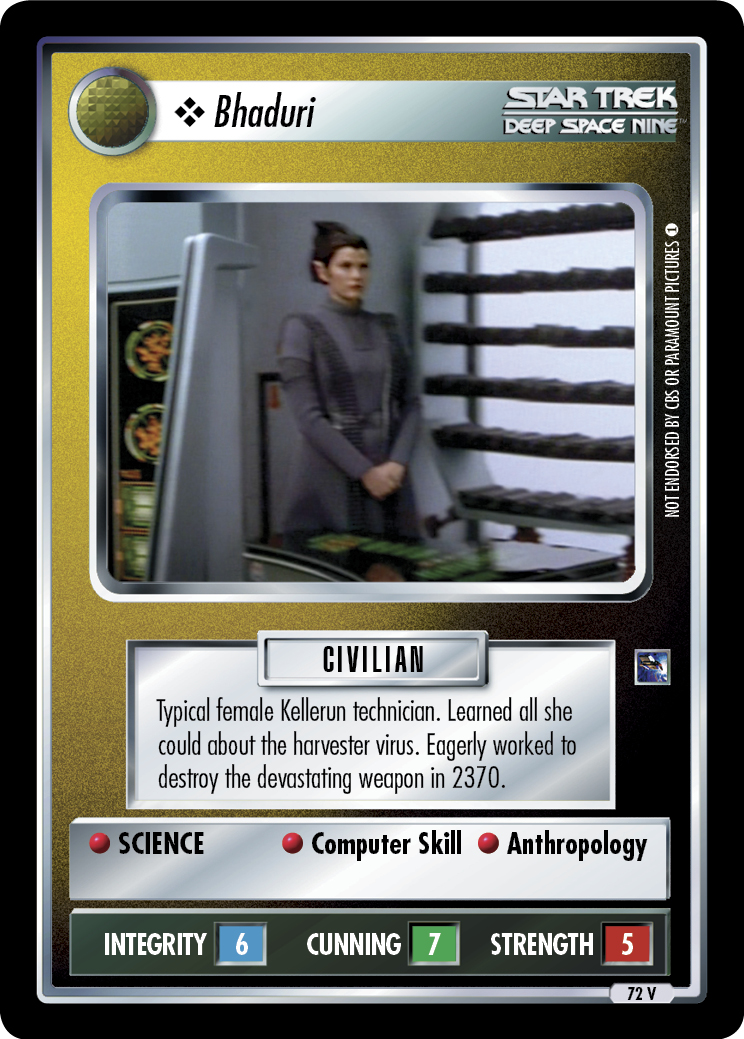 ❖ Bhaduri
STAR TREK
DEEP SPACE NINE™
NOT ENDORSED BY CBS OR PARAMOUNT PICTURES 1
CIVILIAN
Typical female Kellerun technician. Learned all she
could about the harvester virus. Eagerly worked to
destroy the devastating weapon in 2370.
SCIENCE Computer Skill Anthropology
INTEGRITY 6 CUNNING 7 STRENGTH 5
72 V